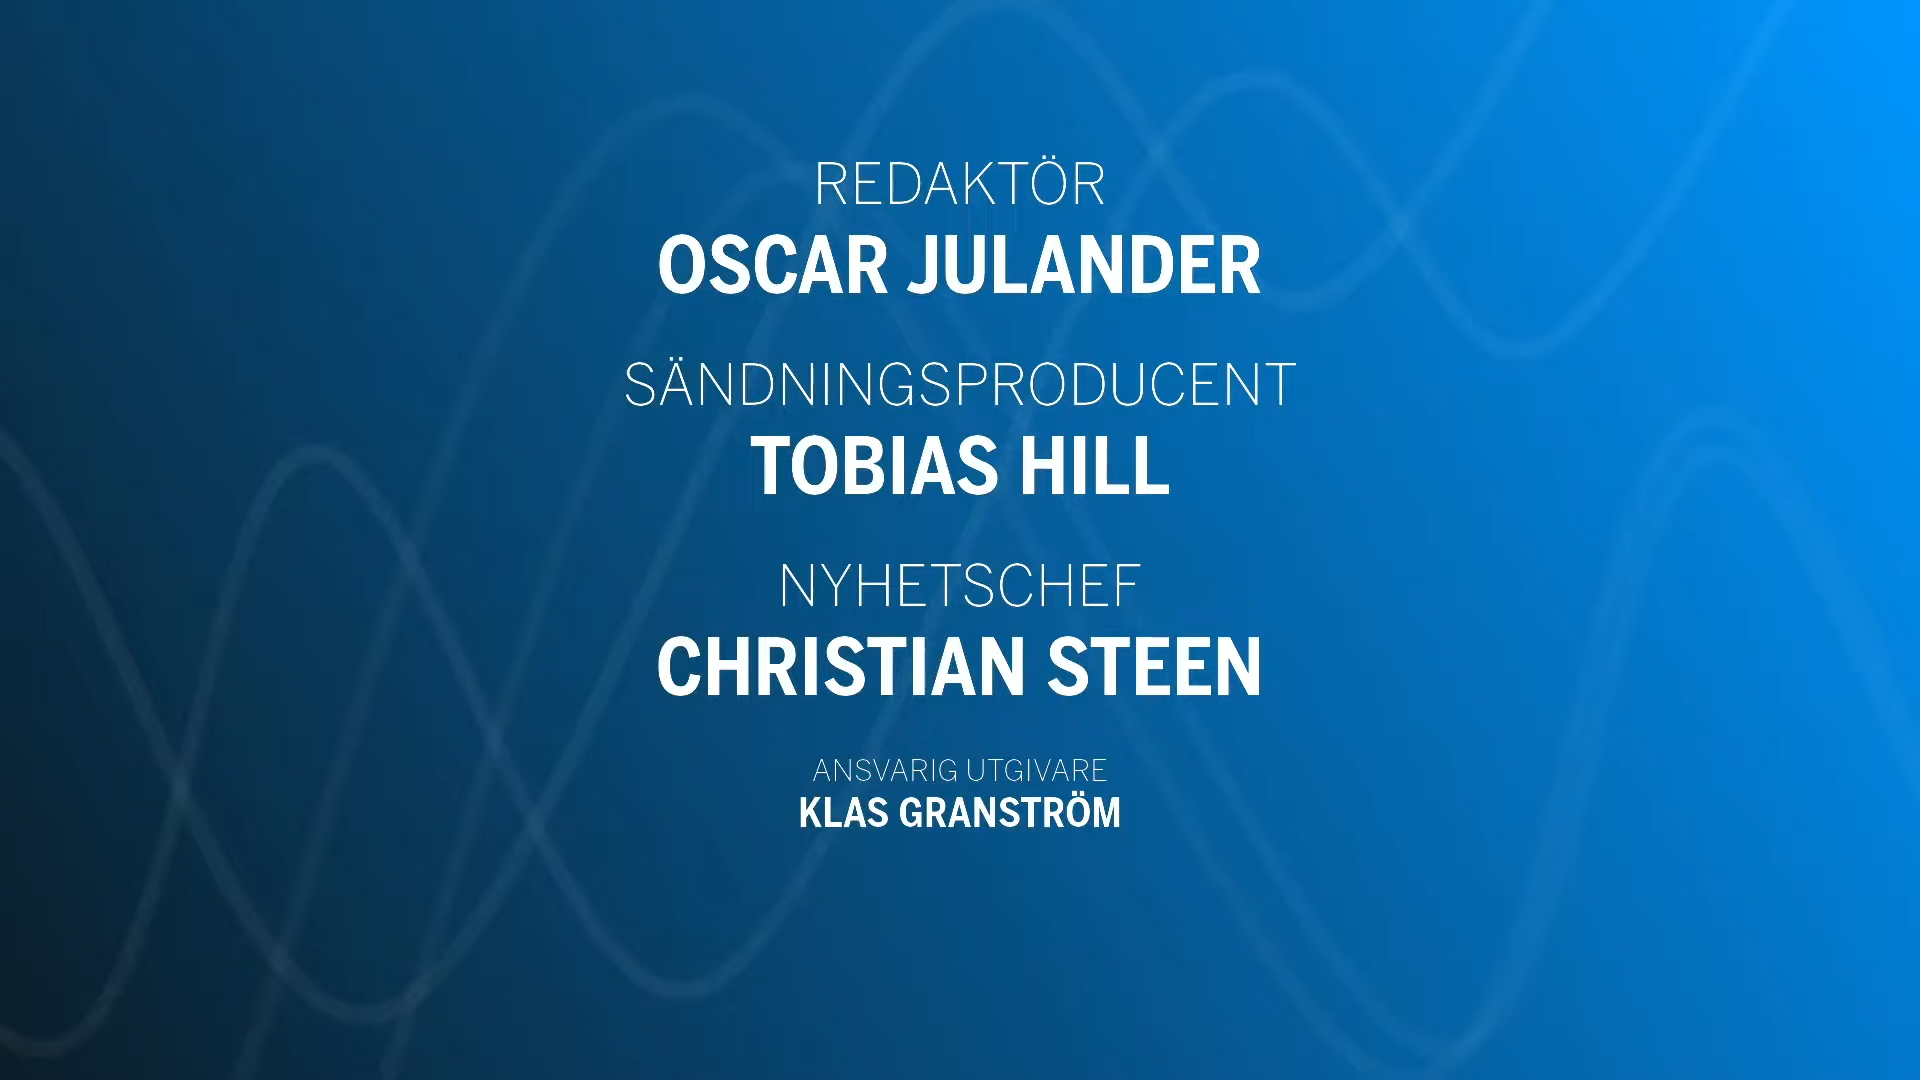 REDAKTÖR
OSCAR JULANDER
SÄNDNINGSPRODUCENT
TOBIAS HILL
NYHETSCHEF
CHRISTIAN STEEN
ANSVARIG UTGIVARE
KLAS GRANSTRÖM